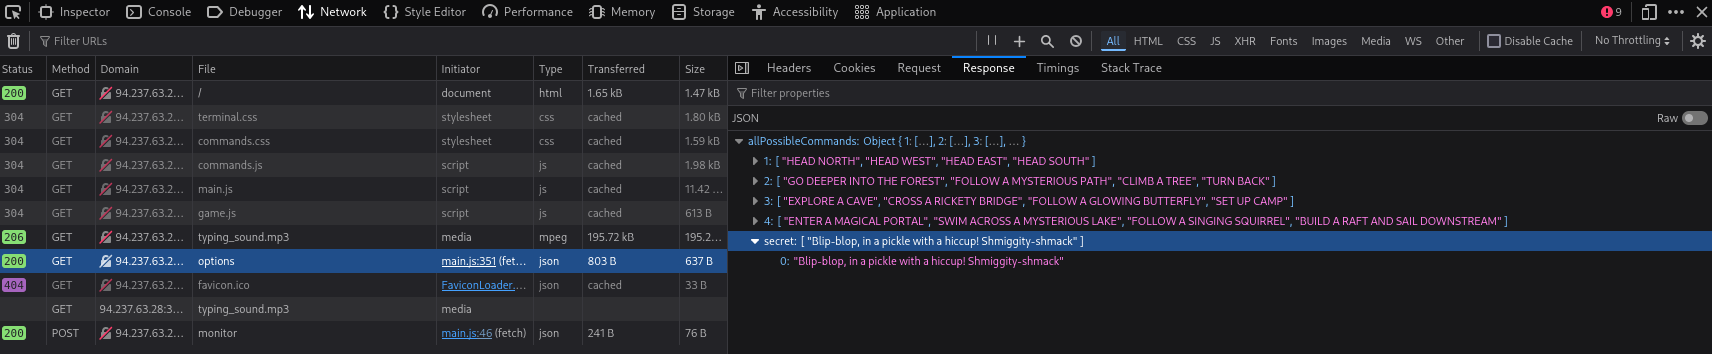 Inspector Console Debugger Network Style Editor Performance Memory Storage Accessibility Application 9
Filter URLs All HTML CSS JS XHR Fonts Images Media WS Other Disable Cache No Throttling
Status Method Domain File Initiator Type Transferred Size
200 GET 94.237.63.2... / document html 1.65 kB 1.47 kB
304 GET 94.237.63.2... terminal.css stylesheet css cached 1.80 kB
304 GET 94.237.63.2... commands.css stylesheet css cached 1.59 kB
304 GET 94.237.63.2... commands.js script js cached 1.98 kB
304 GET 94.237.63.2... main.js script js cached 11.42 ...
304 GET 94.237.63.2... game.js script js cached 613 B
206 GET 94.237.63.2... typing_sound.mp3 media mpeg 195.72 kB 195.2...
200 GET 94.237.63.2... options main.js:351 (fet... json 803 B 637 B
404 GET 94.237.63.2... favicon.ico FaviconLoader.... json cached 33 B
GET 94.237.63.28:3... typing_sound.mp3 media
200 POST 94.237.63.2... monitor main.js:46 (fetch) json 241 B 76 B
Headers Cookies Request Response Timings Stack Trace
Filter properties
JSON Raw
allPossibleCommands: Object { 1: [...], 2: [...], 3: [...], ... }
1: [ "HEAD NORTH", "HEAD WEST", "HEAD EAST", "HEAD SOUTH" ]
2: [ "GO DEEPER INTO THE FOREST", "FOLLOW A MYSTERIOUS PATH", "CLIMB A TREE", "TURN BACK" ]
3: [ "EXPLORE A CAVE", "CROSS A RICKETY BRIDGE", "FOLLOW A GLOWING BUTTERFLY", "SET UP CAMP" ]
4: [ "ENTER A MAGICAL PORTAL", "SWIM ACROSS A MYSTERIOUS LAKE", "FOLLOW A SINGING SQUIRREL", "BUILD A RAFT AND SAIL DOWNSTREAM" ]
secret: [ "Blip-blop, in a pickle with a hiccup! Shmiggity-shmack" ]
0: "Blip-blop, in a pickle with a hiccup! Shmiggity-shmack"